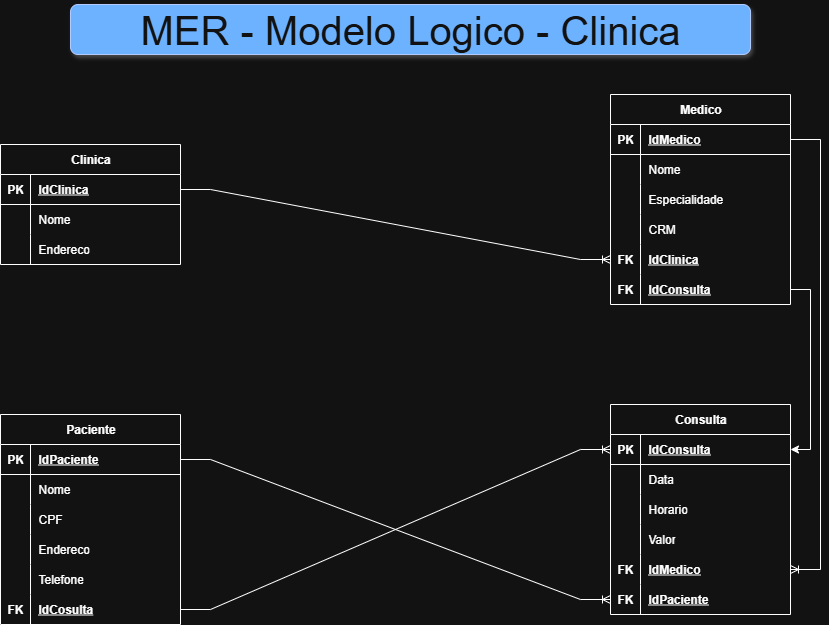 MER - Modelo Logico - Clinica
Clinica
PK IdClinica
Nome
Endereco
Medico
PK IdMedico
Nome
Especialidade
CRM
FK IdClinica
FK IdConsulta
Paciente
PK IdPaciente
Nome
CPF
Endereco
Telefone
FK IdCosulta
Consulta
PK IdConsulta
Data
Horario
Valor
FK IdMedico
FK IdPaciente